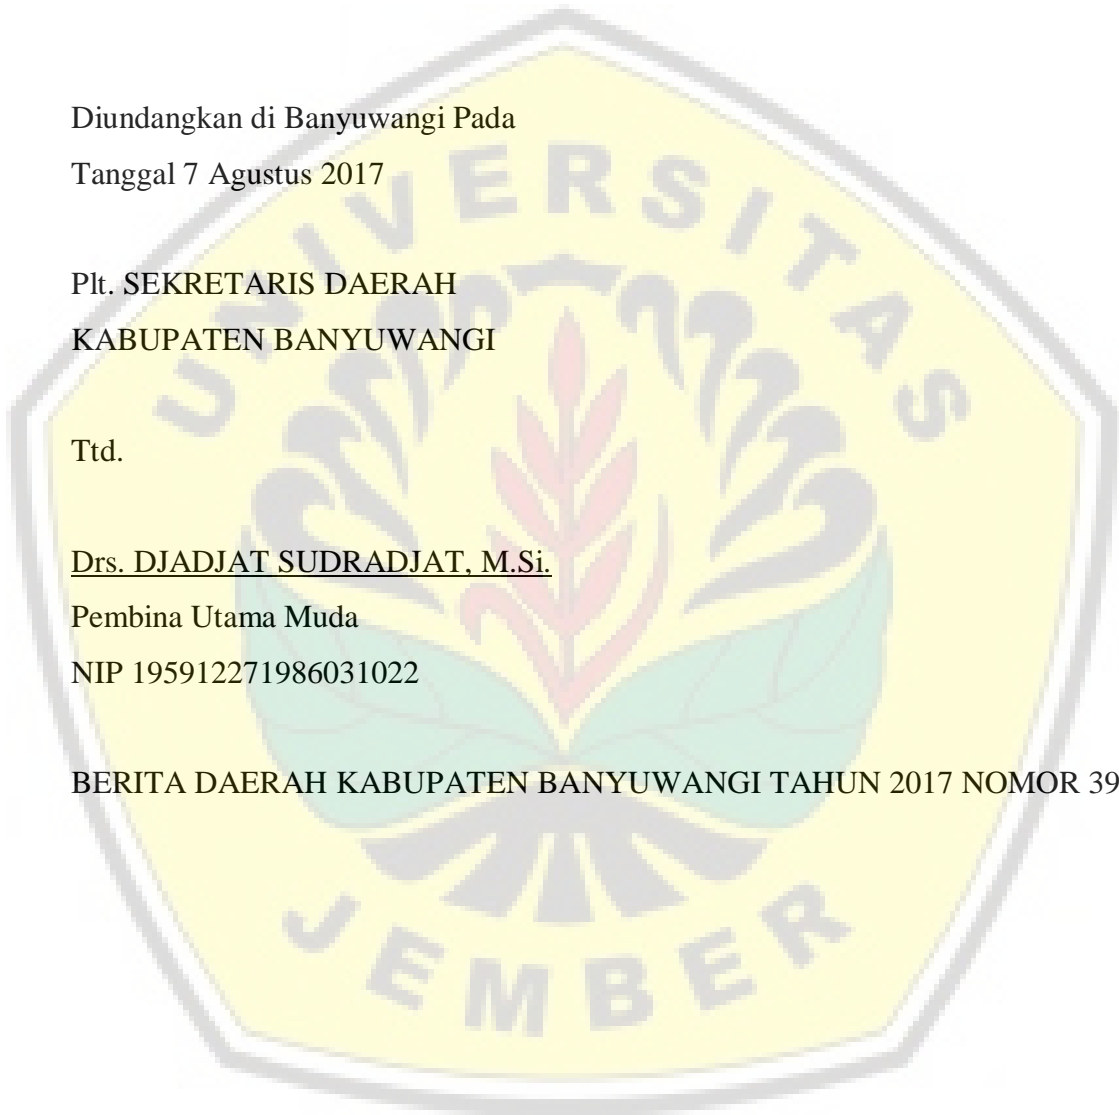 Diundangkan di Banyuwangi Pada
Tanggal 7 Agustus 2017
Plt. SEKRETARIS DAERAH
KABUPATEN BANYUWANGI
Ttd.
Drs. DJADJAT SUDRADJAT, M.Si.
Pembina Utama Muda
NIP 195912271986031022
BERITA DAERAH KABUPATEN BANYUWANGI TAHUN 2017 NOMOR 39
UNIVERSITAS
JEMBER